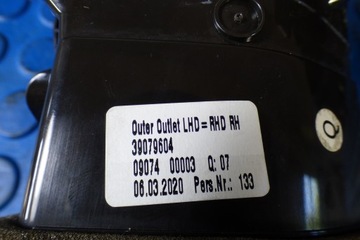 Outer Outlet LHD = RHD RH
39079604
09074 00003 Q: 07
06.03.2020 Pers.Nr.: 133
Q